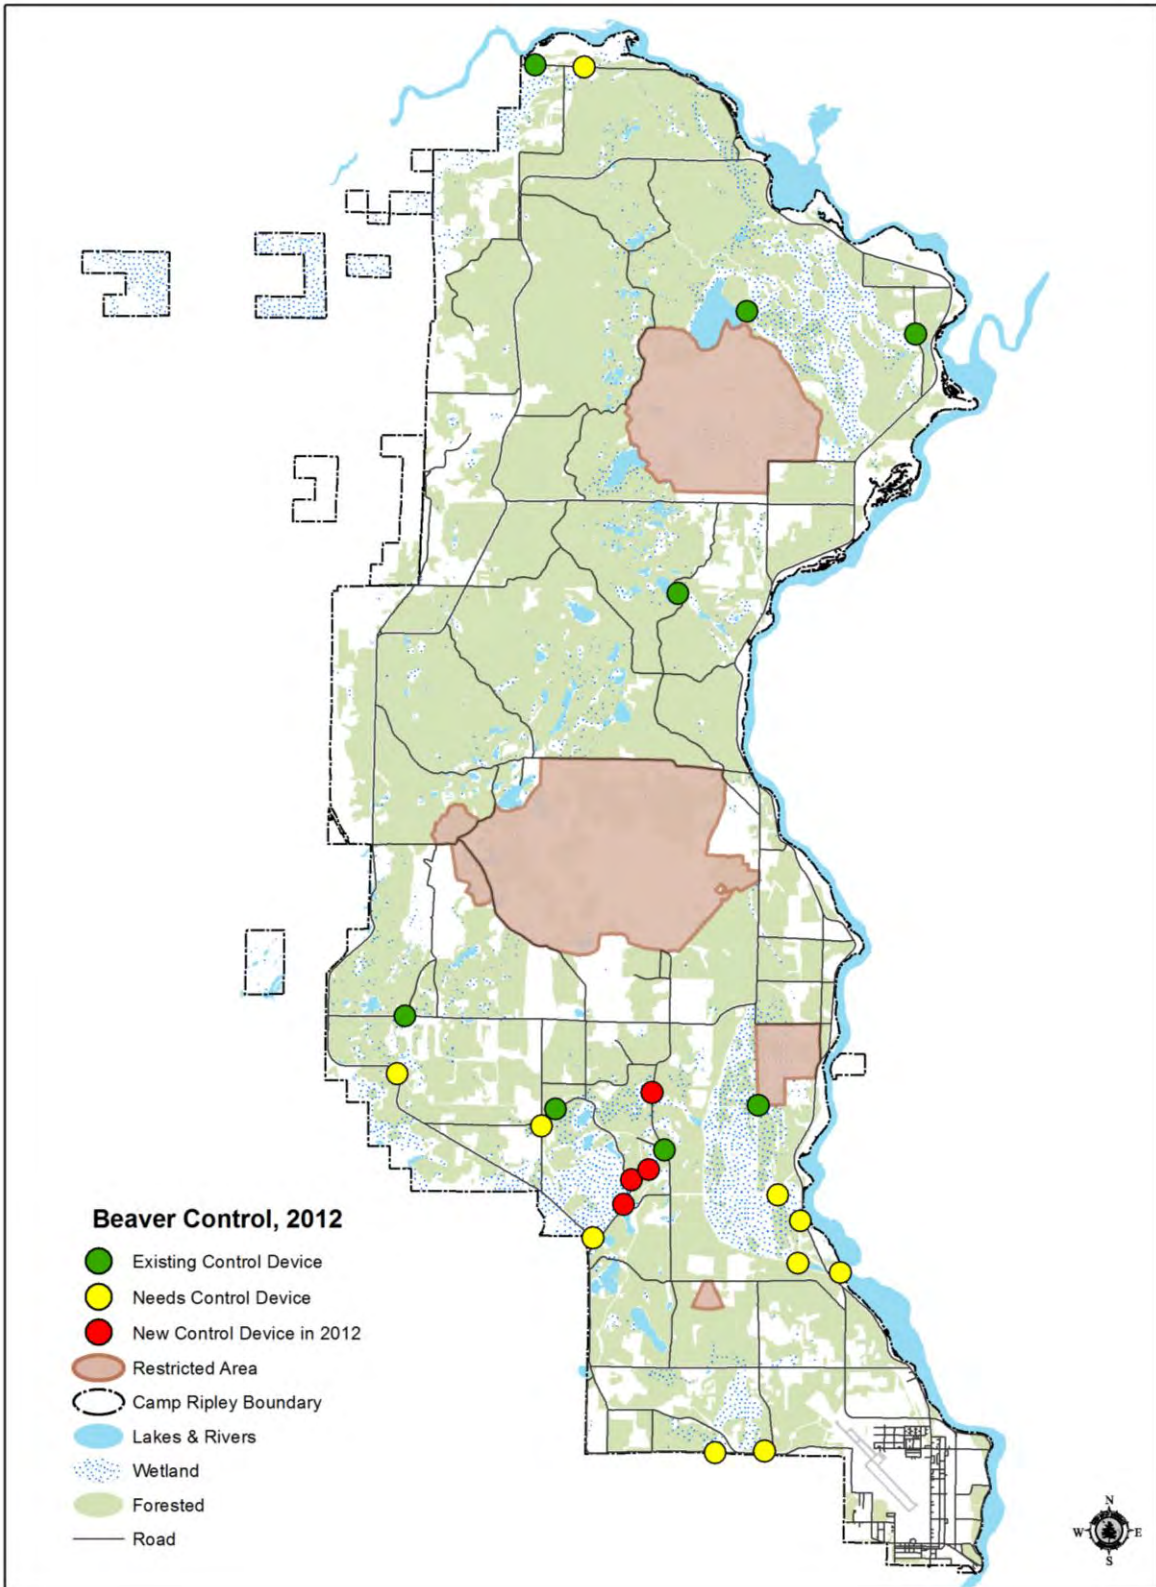 Beaver Control, 2012
Existing Control Device
Needs Control Device
New Control Device in 2012
Restricted Area
Camp Ripley Boundary
Lakes & Rivers
Wetland
Forested
Road
N
W E
S